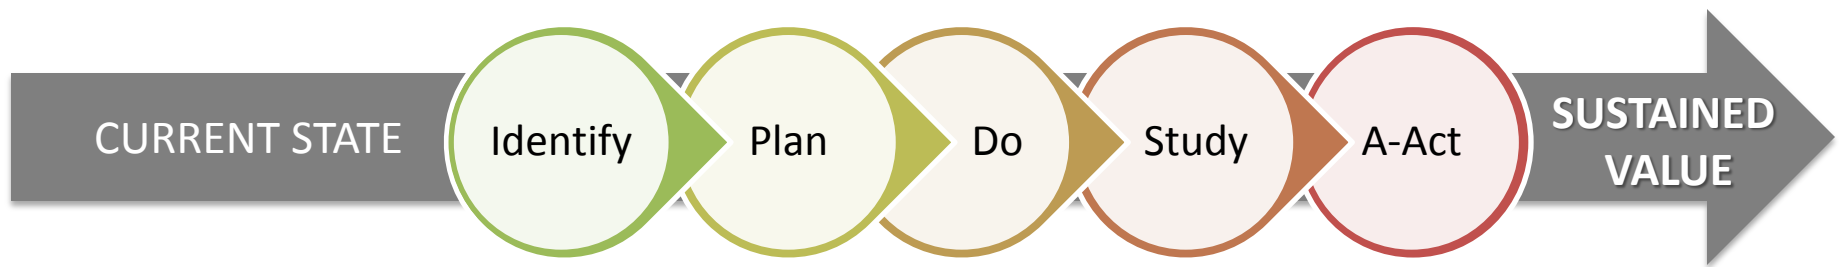 CURRENT STATE
Identify
Plan
Do
Study
A-Act
SUSTAINED
VALUE